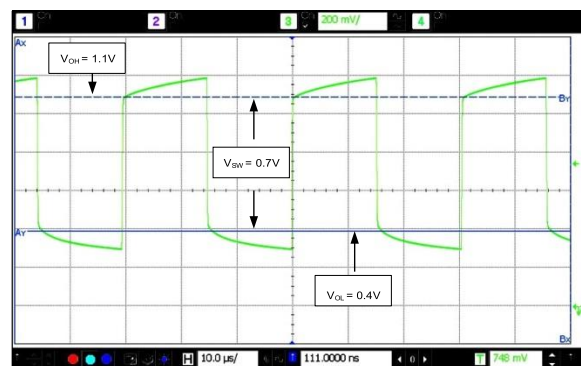 1 2 3 200 mV/ 4
Ax
VOH = 1.1V
BY
VSW = 0.7V
AY
VOL = 0.4V
BX
H 10.0 µs/ 111.0000 ns 0 T 748 mV